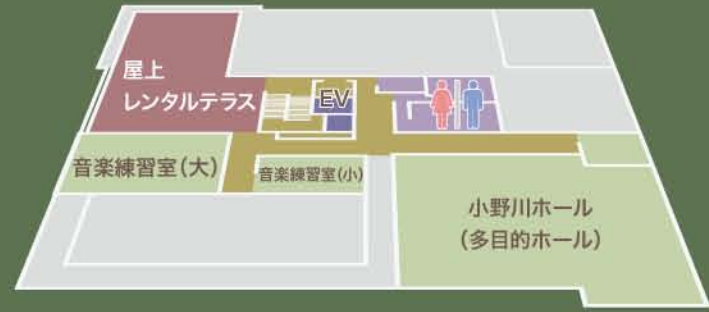 屋上
レンタルテラス
EV
音楽練習室(大)
音楽練習室(小)
小野川ホール
(多目的ホール)